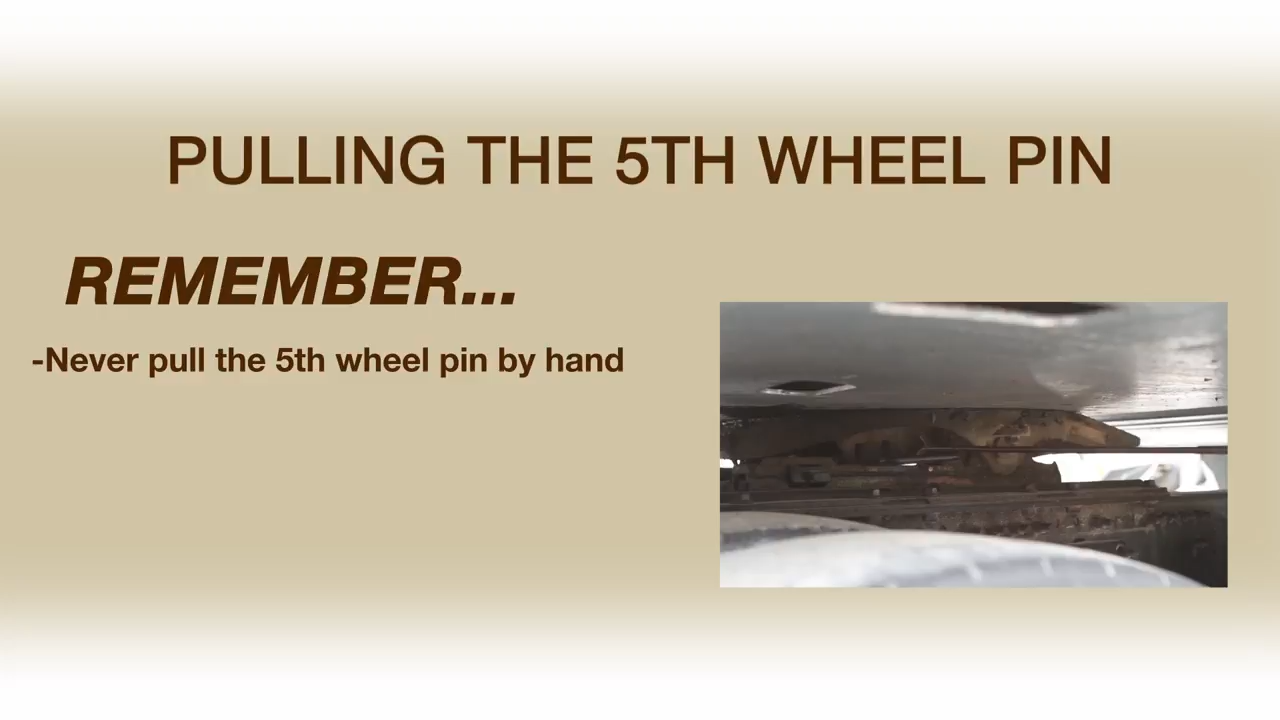 PULLING THE 5TH WHEEL PIN
REMEMBER...
-Never pull the 5th wheel pin by hand